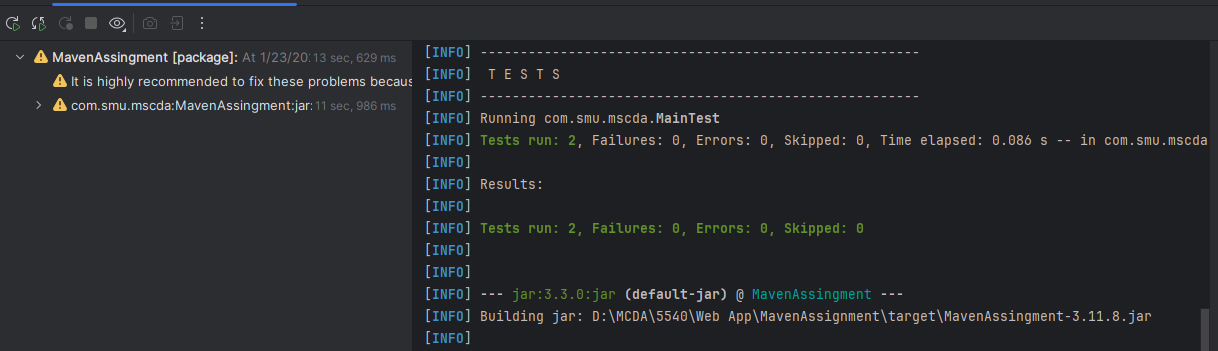 MavenAssingment [package]: At 1/23/20 13 sec, 629 ms
It is highly recommended to fix these problems becaus
com.smu.mscda:MavenAssingment:jar: 11 sec, 986 ms
[INFO] -------------------------------------------------------
[INFO]  T E S T S
[INFO] -------------------------------------------------------
[INFO] Running com.smu.mscda.MainTest
[INFO] Tests run: 2, Failures: 0, Errors: 0, Skipped: 0, Time elapsed: 0.086 s -- in com.smu.mscda
[INFO]
[INFO] Results:
[INFO]
[INFO] Tests run: 2, Failures: 0, Errors: 0, Skipped: 0
[INFO]
[INFO]
[INFO] --- jar:3.3.0:jar (default-jar) @ MavenAssingment ---
[INFO] Building jar: D:\MCDA\5540\Web App\MavenAssignment\target\MavenAssingment-3.11.8.jar
[INFO]